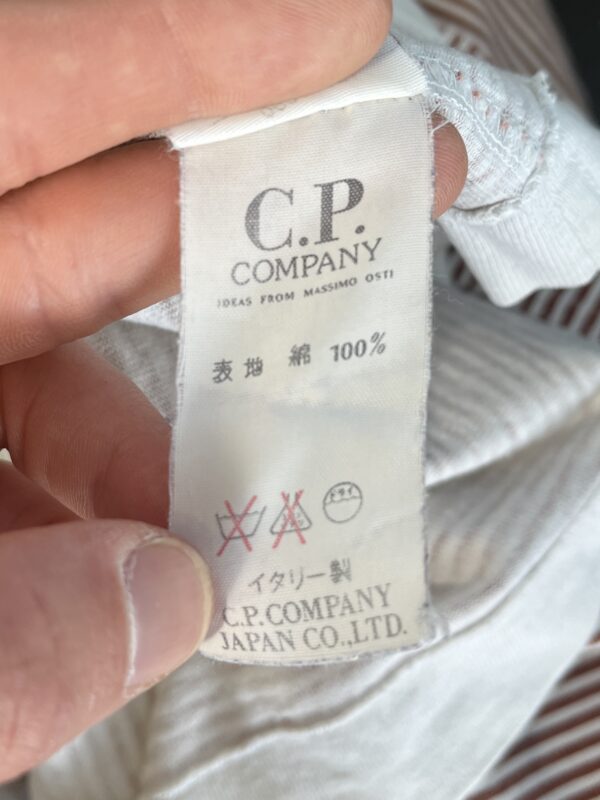 C.P.
COMPANY
IDEAS FROM MASSIMO OSTI
表地 綿 100%
ドライ
イタリー製
C.P.COMPANY
JAPAN CO.,LTD.